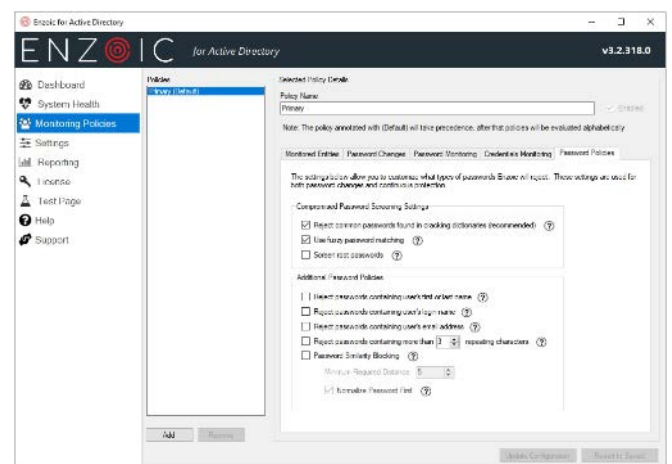 Enzoic for Active Directory
ENZOIC for Active Directory
v3.2.318.0
Dashboard
System Health
Monitoring Policies
Settings
Reporting
License
Test Page
Help
Support
Policies
Primary (Default)
Add
Remove
Selected Policy Details
Policy Name
Primary
Enabled
Note: The policy annotated with (Default) will take precedence, after that policies will be evaluated alphabetically
Monitored Entities Password Changes Password Monitoring Credentials Monitoring Password Policies
The settings below allow you to customize what types of passwords Enzoic will reject. These settings are used for
both password changes and continuous protection.
Compromised Password Screening Settings
Reject common passwords found in cracking dictionaries (recommended) ?
Use fuzzy password matching ?
Screen root passwords ?
Additional Password Policies
Reject passwords containing user's first or last name ?
Reject passwords containing user's login name ?
Reject passwords containing user's email address ?
Reject passwords containing more than 3 repeating characters ?
Password Similarity Blocking ?
Minimum Required Distance 5
Normalize Password First ?
Update Configuration
Revert to Saved